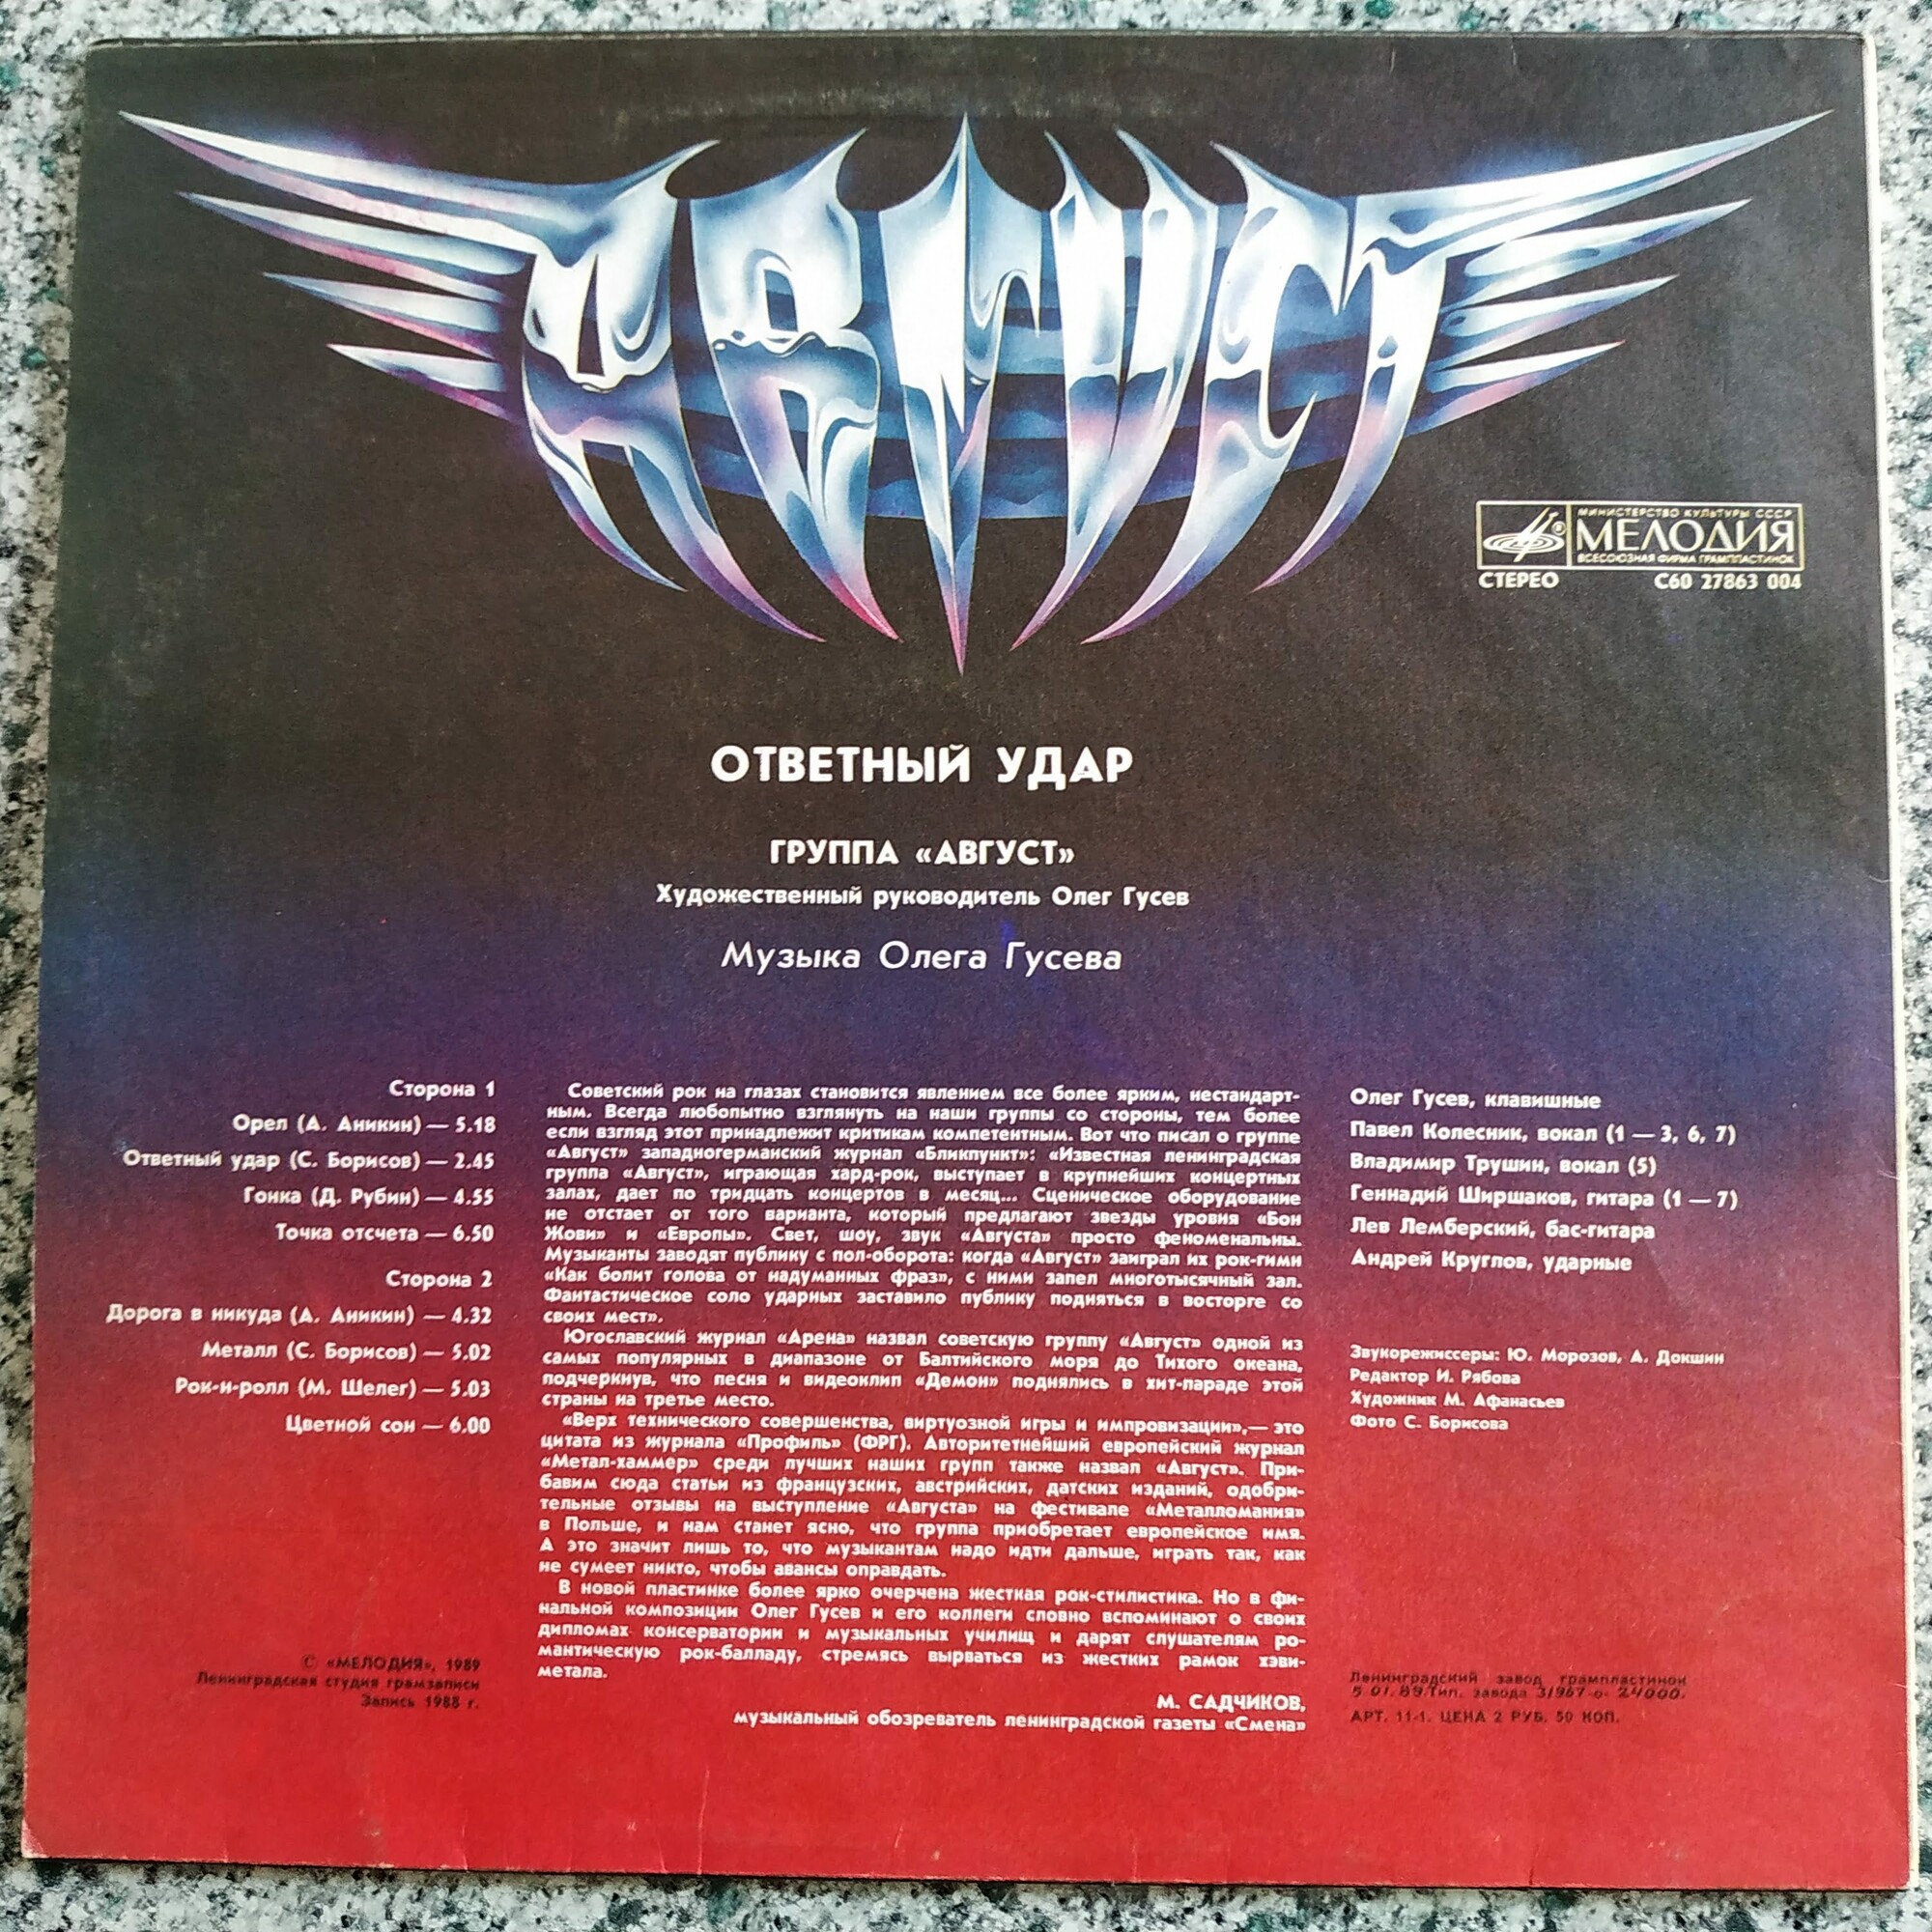 АВГУСТ
МИНИСТЕРСТВО КУЛЬТУРЫ СССР
МЕЛОДИЯ
ВСЕСОЮЗНАЯ ФИРМА ГРАМПЛАСТИНОК
СТЕРЕО С60 27863 004
ОТВЕТНЫЙ УДАР
ГРУППА «АВГУСТ»
Художественный руководитель Олег Гусев
Музыка Олега Гусева
Сторона 1
Орел (А. Аникин) — 5.18
Ответный удар (С. Борисов) — 2.45
Гонка (Д. Рубин) — 4.55
Точка отсчета — 6.50
Сторона 2
Дорога в никуда (А. Аникин) — 4.32
Металл (С. Борисов) — 5.02
Рок-и-ролл (М. Шелег) — 5.03
Цветной сон — 6.00
© «МЕЛОДИЯ», 1989
Ленинградская студия грамзаписи
Запись 1988 г.
Советский рок на глазах становится явлением все более ярким, нестандарт-
ным. Всегда любопытно взглянуть на наши группы со стороны, тем более
если взгляд этот принадлежит критикам компетентным. Вот что писал о группе
«Август» западногерманский журнал «Бликпункт»: «Известная ленинградская
группа «Август», играющая хард-рок, выступает в крупнейших концертных
залах, дает по тридцать концертов в месяц... Сценическое оборудование
не отстает от того варианта, который предлагают звезды уровня «Бон
Жови» и «Европы». Свет, шоу, звук «Августа» просто феноменальны.
Музыканты заводят публику с пол-оборота: когда «Август» заиграл их рок-гимн
«Как болит голова от надуманных фраз», с ними запел многотысячный зал.
Фантастическое соло ударных заставило публику подняться в восторге со
своих мест».
Югославский журнал «Арена» назвал советскую группу «Август» одной из
самых популярных в диапазоне от Балтийского моря до Тихого океана,
подчеркнув, что песня и видеоклип «Демон» поднялись в хит-параде этой
страны на третье место.
«Верх технического совершенства, виртуозной игры и импровизации»,— это
цитата из журнала «Профиль» (ФРГ). Авторитетнейший европейский журнал
«Метал-хаммер» среди лучших наших групп также назвал «Август». При-
бавим сюда статьи из французских, австрийских, датских изданий, одобри-
тельные отзывы на выступление «Августа» на фестивале «Металломания»
в Польше, и нам станет ясно, что группа приобретает европейское имя.
А это значит лишь то, что музыкантам надо идти дальше, играть так, как
не сумеет никто, чтобы авансы оправдать.
В новой пластинке более ярко очерчена жесткая рок-стилистика. Но в фи-
нальной композиции Олег Гусев и его коллеги словно вспоминают о своих
дипломах консерватории и музыкальных училищ и дарят слушателям ро-
мантическую рок-балладу, стремясь вырваться из жестких рамок хэви-
метала.
М. САДЧИКОВ,
музыкальный обозреватель ленинградской газеты «Смена»
Олег Гусев, клавишные
Павел Колесник, вокал (1 — 3, 6, 7)
Владимир Трушин, вокал (5)
Геннадий Ширшаков, гитара (1 — 7)
Лев Лемберский, бас-гитара
Андрей Круглов, ударные
Звукорежиссеры: Ю. Морозов, А. Докшин
Редактор И. Рябова
Художник М. Афанасьев
Фото С. Борисова
Ленинградский завод грампластинок
5 01. 89 Тип. завода 3/967-о- 24000.
АРТ. 11-1. ЦЕНА 2 РУБ. 50 КОП.